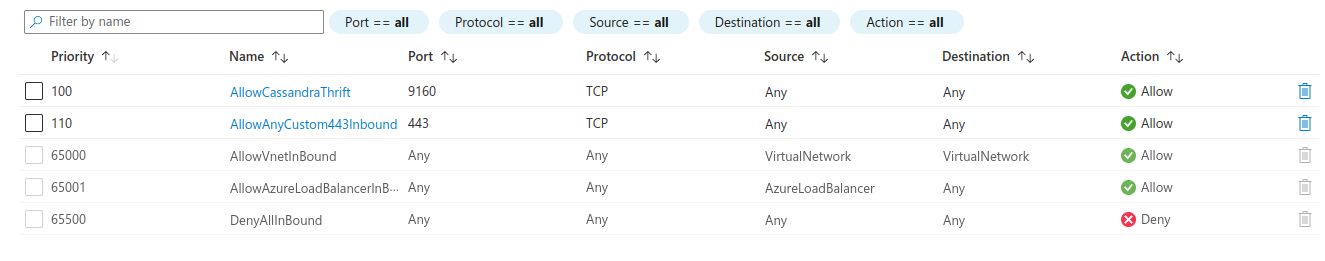 Filter by name Port == all Protocol == all Source == all Destination == all Action == all
Priority ↑↓ Name ↑↓ Port ↑↓ Protocol ↑↓ Source ↑↓ Destination ↑↓ Action ↑↓
100 AllowCassandraThrift 9160 TCP Any Any Allow
110 AllowAnyCustom443Inbound 443 TCP Any Any Allow
65000 AllowVnetInBound Any Any VirtualNetwork VirtualNetwork Allow
65001 AllowAzureLoadBalancerInB··· Any Any AzureLoadBalancer Any Allow
65500 DenyAllInBound Any Any Any Any Deny